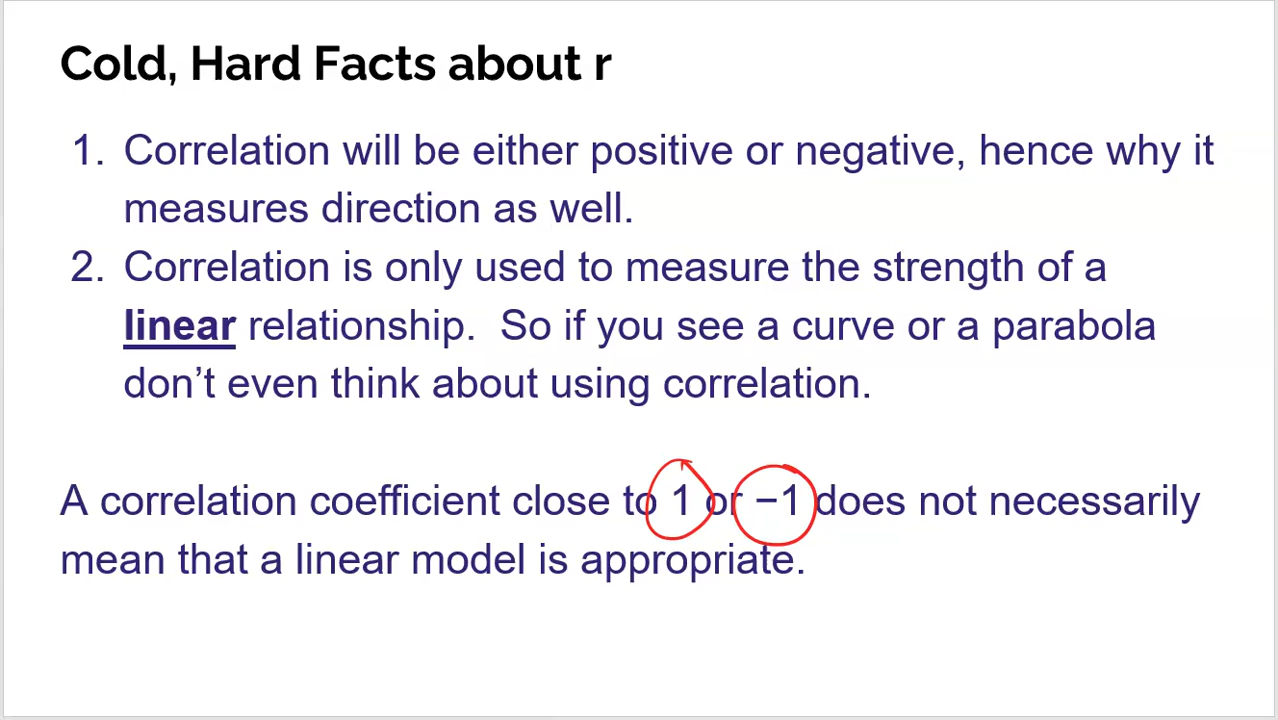 Cold, Hard Facts about r
1. Correlation will be either positive or negative, hence why it
measures direction as well.
2. Correlation is only used to measure the strength of a
linear relationship.  So if you see a curve or a parabola
don’t even think about using correlation.
A correlation coefficient close to 1 or −1 does not necessarily
mean that a linear model is appropriate.